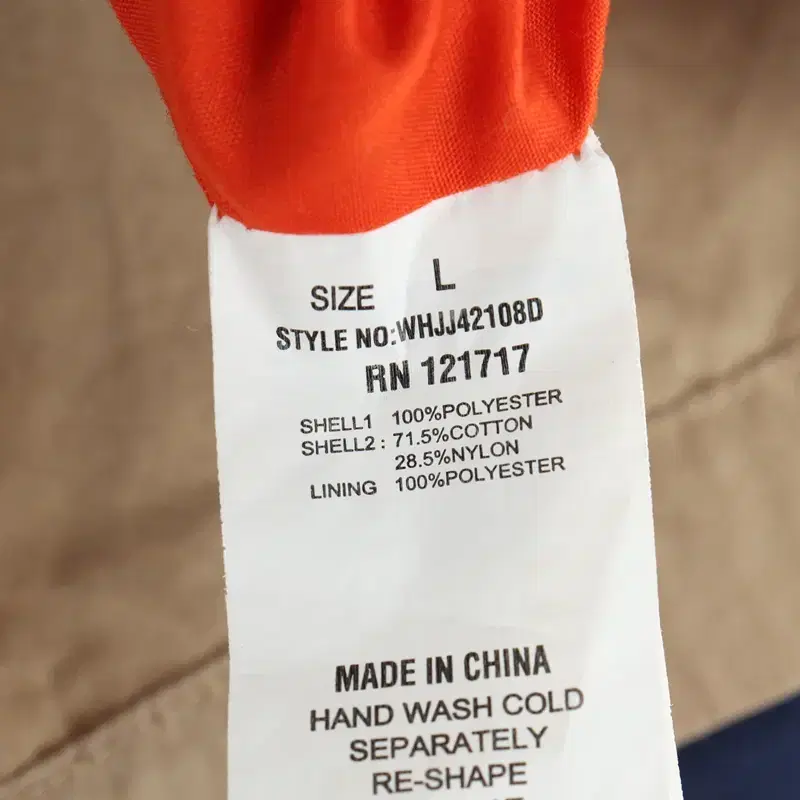 SIZE L
STYLE NO:WHJJ42108D
RN 121717
SHELL1 100%POLYESTER
SHELL2 : 71.5%COTTON
28.5%NYLON
LINING 100%POLYESTER
MADE IN CHINA
HAND WASH COLD
SEPARATELY
RE-SHAPE